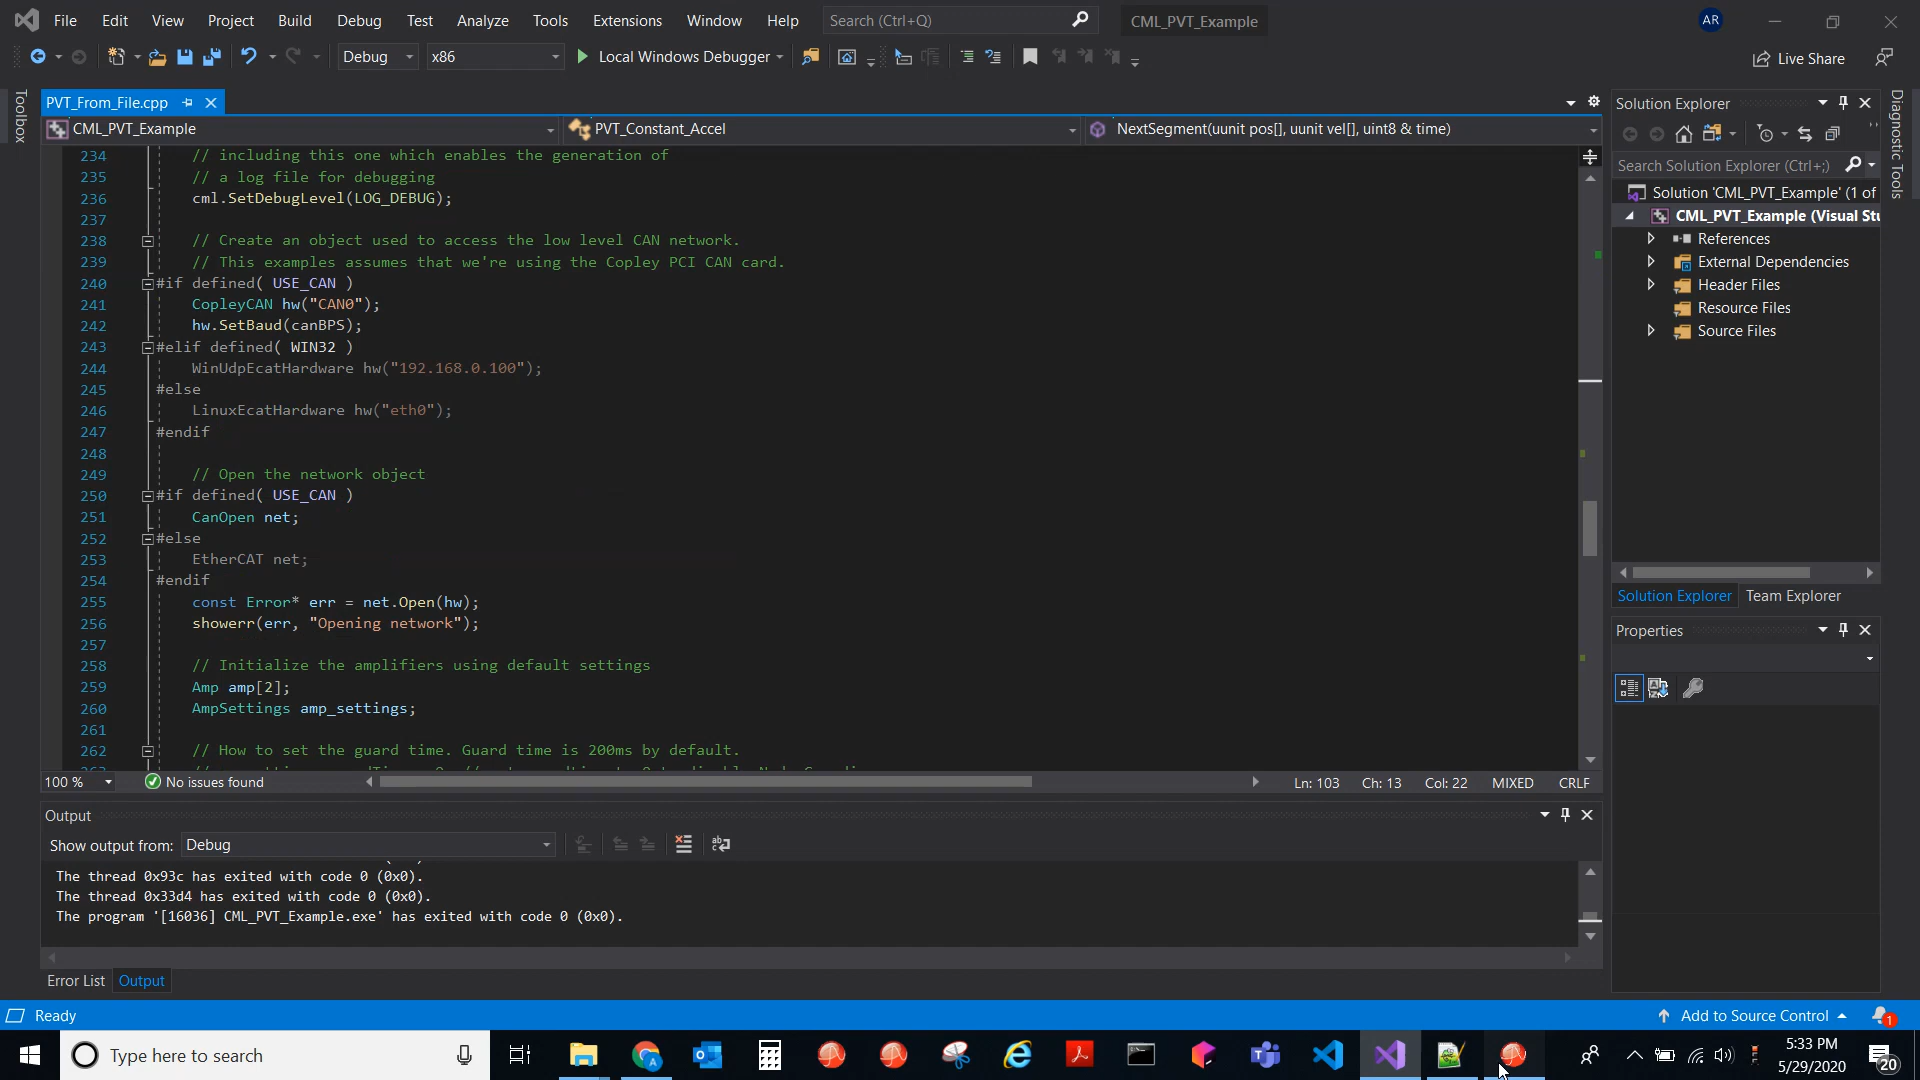 File Edit View Project Build Debug Test Analyze Tools Extensions Window Help Search (Ctrl+Q) CML_PVT_Example AR
Debug x86 Local Windows Debugger Live Share
Toolbox
PVT_From_File.cpp
CML_PVT_Example PVT_Constant_Accel NextSegment(uunit pos[], uunit vel[], uint8 & time)
234 // including this one which enables the generation of
235 // a log file for debugging
236 cml.SetDebugLevel(LOG_DEBUG);
237
238 // Create an object used to access the low level CAN network.
239 // This examples assumes that we're using the Copley PCI CAN card.
240 #if defined( USE_CAN )
241 CopleyCAN hw("CAN0");
242 hw.SetBaud(canBPS);
243 #elif defined( WIN32 )
244 WinUdpEcatHardware hw("192.168.0.100");
245 #else
246 LinuxEcatHardware hw("eth0");
247 #endif
248
249 // Open the network object
250 #if defined( USE_CAN )
251 CanOpen net;
252 #else
253 EtherCAT net;
254 #endif
255 const Error* err = net.Open(hw);
256 showerr(err, "Opening network");
257
258 // Initialize the amplifiers using default settings
259 Amp amp[2];
260 AmpSettings amp_settings;
261
262 // How to set the guard time. Guard time is 200ms by default.
100 % No issues found Ln: 103 Ch: 13 Col: 22 MIXED CRLF
Output
Show output from: Debug
The thread 0x93c has exited with code 0 (0x0).
The thread 0x33d4 has exited with code 0 (0x0).
The program '[16036] CML_PVT_Example.exe' has exited with code 0 (0x0).
Error List Output
Solution Explorer
Search Solution Explorer (Ctrl+;)
Solution 'CML_PVT_Example' (1 of
CML_PVT_Example (Visual Stu
References
External Dependencies
Header Files
Resource Files
Source Files
Solution Explorer Team Explorer
Properties
Diagnostic Tools
Ready Add to Source Control 1
Type here to search
5:33 PM
5/29/2020
20